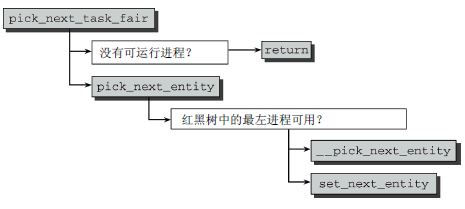 pick_next_task_fair
没有可运行进程？
return
pick_next_entity
红黑树中的最左进程可用？
__pick_next_entity
set_next_entity